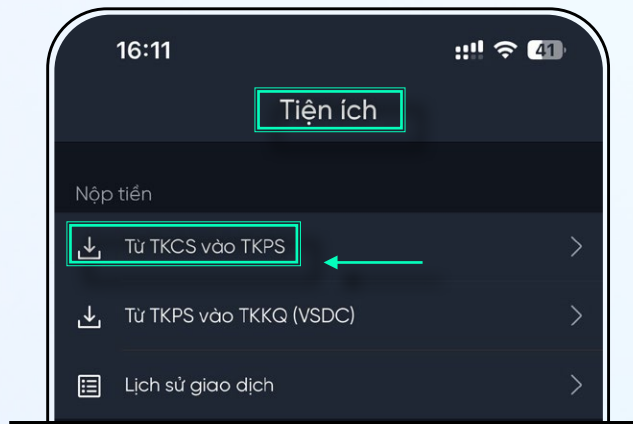 16:11
41
Tiện ích
Nộp tiền
Từ TKCS vào TKPS
Từ TKPS vào TKKQ (VSDC)
Lịch sử giao dịch